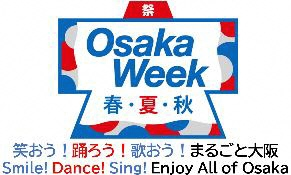 祭
Osaka
Week
春・夏・秋
笑おう！踊ろう！歌おう！まるごと大阪
Smile! Dance! Sing! Enjoy All of Osaka